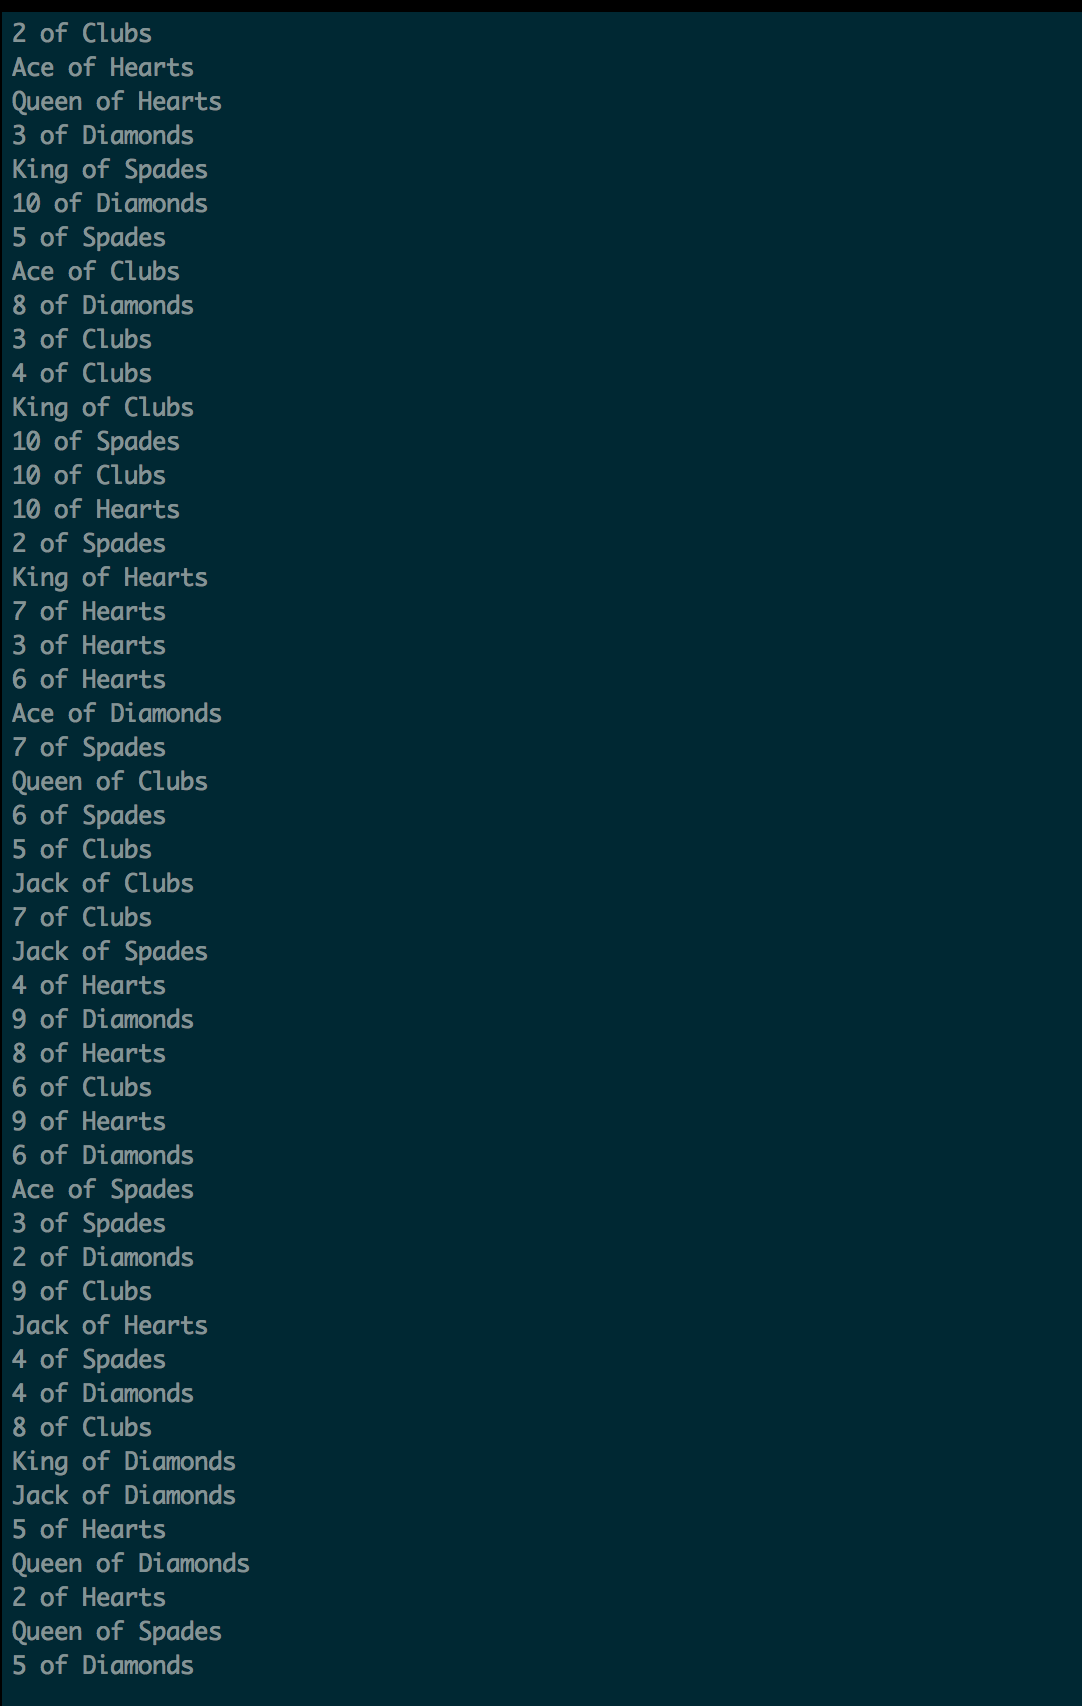 2 of Clubs
Ace of Hearts
Queen of Hearts
3 of Diamonds
King of Spades
10 of Diamonds
5 of Spades
Ace of Clubs
8 of Diamonds
3 of Clubs
4 of Clubs
King of Clubs
10 of Spades
10 of Clubs
10 of Hearts
2 of Spades
King of Hearts
7 of Hearts
3 of Hearts
6 of Hearts
Ace of Diamonds
7 of Spades
Queen of Clubs
6 of Spades
5 of Clubs
Jack of Clubs
7 of Clubs
Jack of Spades
4 of Hearts
9 of Diamonds
8 of Hearts
6 of Clubs
9 of Hearts
6 of Diamonds
Ace of Spades
3 of Spades
2 of Diamonds
9 of Clubs
Jack of Hearts
4 of Spades
4 of Diamonds
8 of Clubs
King of Diamonds
Jack of Diamonds
5 of Hearts
Queen of Diamonds
2 of Hearts
Queen of Spades
5 of Diamonds